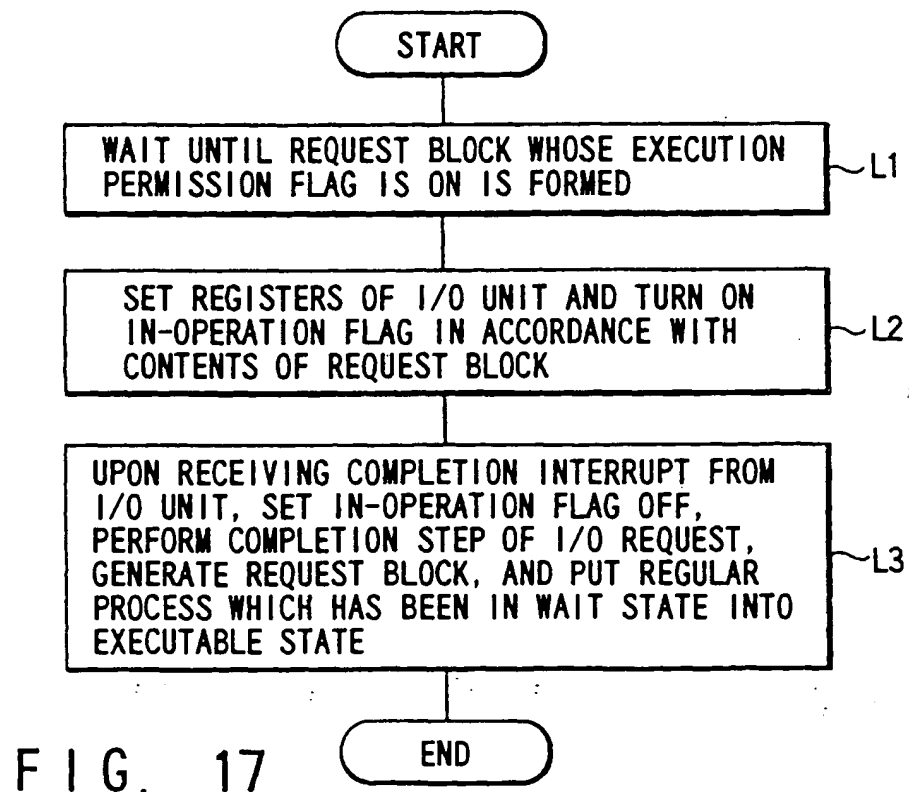 START
WAIT UNTIL REQUEST BLOCK WHOSE EXECUTION
PERMISSION FLAG IS ON IS FORMED
L1
SET REGISTERS OF I/O UNIT AND TURN ON
IN-OPERATION FLAG IN ACCORDANCE WITH
CONTENTS OF REQUEST BLOCK
L2
UPON RECEIVING COMPLETION INTERRUPT FROM
I/O UNIT, SET IN-OPERATION FLAG OFF,
PERFORM COMPLETION STEP OF I/O REQUEST,
GENERATE REQUEST BLOCK, AND PUT REGULAR
PROCESS WHICH HAS BEEN IN WAIT STATE INTO
EXECUTABLE STATE
L3
END
FIG. 17